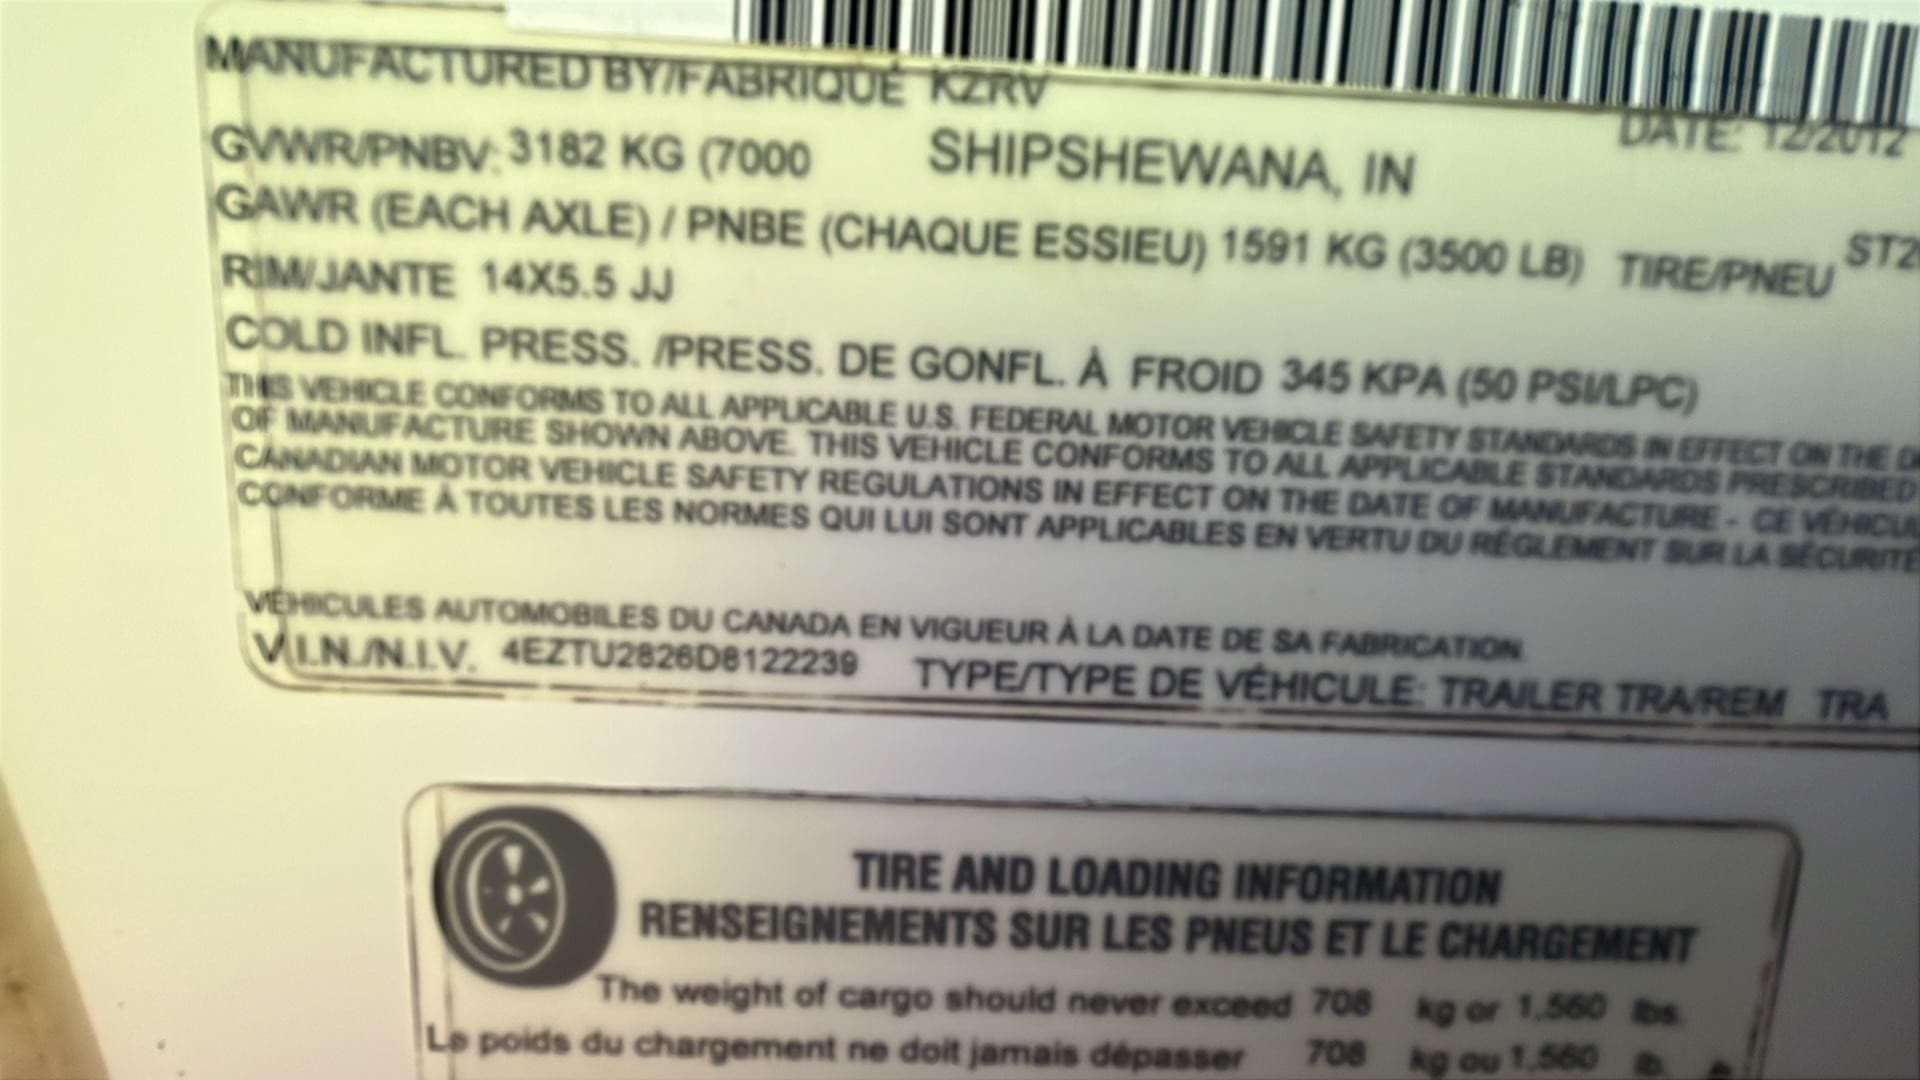 MANUFACTURED BY/FABRIQUÉ KZRV
DATE: 12/2012
GVWR/PNBV: 3182 KG (7000
SHIPSHEWANA, IN
GAWR (EACH AXLE) / PNBE (CHAQUE ESSIEU) 1591 KG (3500 LB) TIRE/PNEU
RIM/JANTE 14X5.5 JJ
COLD INFL. PRESS. /PRESS. DE GONFL. À FROID 345 KPA (50 PSI/LPC)
THIS VEHICLE CONFORMS TO ALL APPLICABLE U.S. FEDERAL MOTOR VEHICLE SAFETY STANDARDS IN EFFECT ON THE
OF MANUFACTURE SHOWN ABOVE. THIS VEHICLE CONFORMS TO ALL APPLICABLE STANDARDS PRESCRIBED
CANADIAN MOTOR VEHICLE SAFETY REGULATIONS IN EFFECT ON THE DATE OF MANUFACTURE - CE
CONFORME À TOUTES LES NORMES QUI LUI SONT APPLICABLES EN VERTU DU RÉGLEMENT SUR LA SÉCURITÉ
VÉHICULES AUTOMOBILES DU CANADA EN VIGUEUR À LA DATE DE SA FABRICATION.
V.I.N./N.I.V. 4EZTU2826D8122239 TYPE/TYPE DE VÉHICULE: TRAILER TRA/REM TRA
TIRE AND LOADING INFORMATION
RENSEIGNEMENTS SUR LES PNEUS ET LE CHARGEMENT
The weight of cargo should never exceed 708 kg or 1,560 lbs.
Le poids du chargement ne doit jamais dépasser 708 kg ou 1,560 lb.